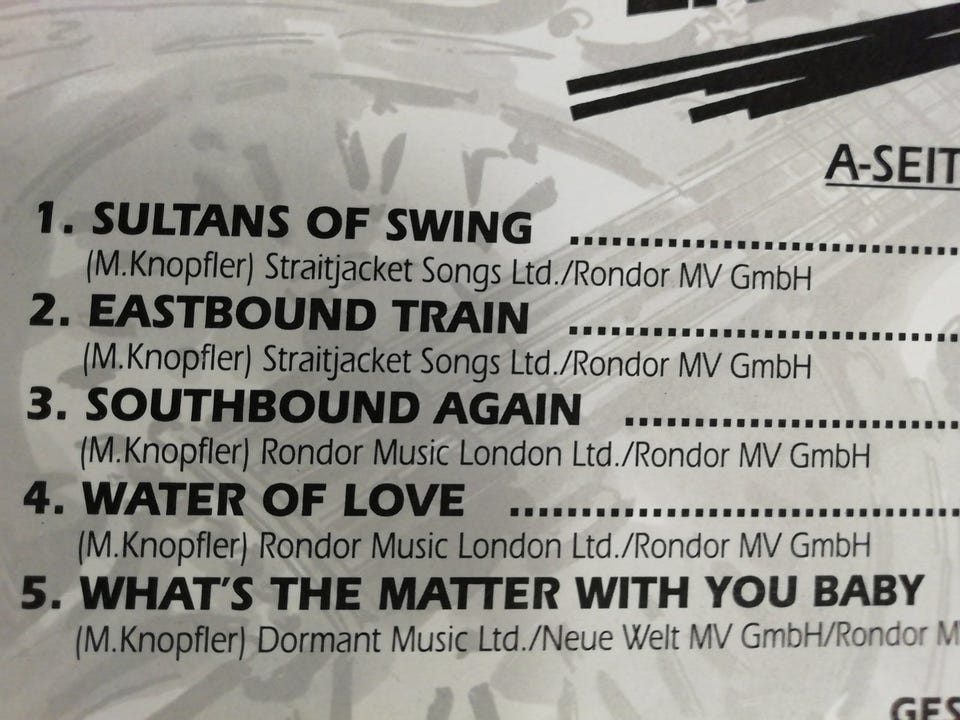 A-SEIT
1. SULTANS OF SWING ........................
(M.Knopfler) Straitjacket Songs Ltd./Rondor MV GmbH
2. EASTBOUND TRAIN ........................
(M.Knopfler) Straitjacket Songs Ltd./Rondor MV GmbH
3. SOUTHBOUND AGAIN ........................
(M.Knopfler) Rondor Music London Ltd./Rondor MV GmbH
4. WATER OF LOVE ........................
(M.Knopfler) Rondor Music London Ltd./Rondor MV GmbH
5. WHAT'S THE MATTER WITH YOU BABY
(M.Knopfler) Dormant Music Ltd./Neue Welt MV GmbH/Rondor M
GES